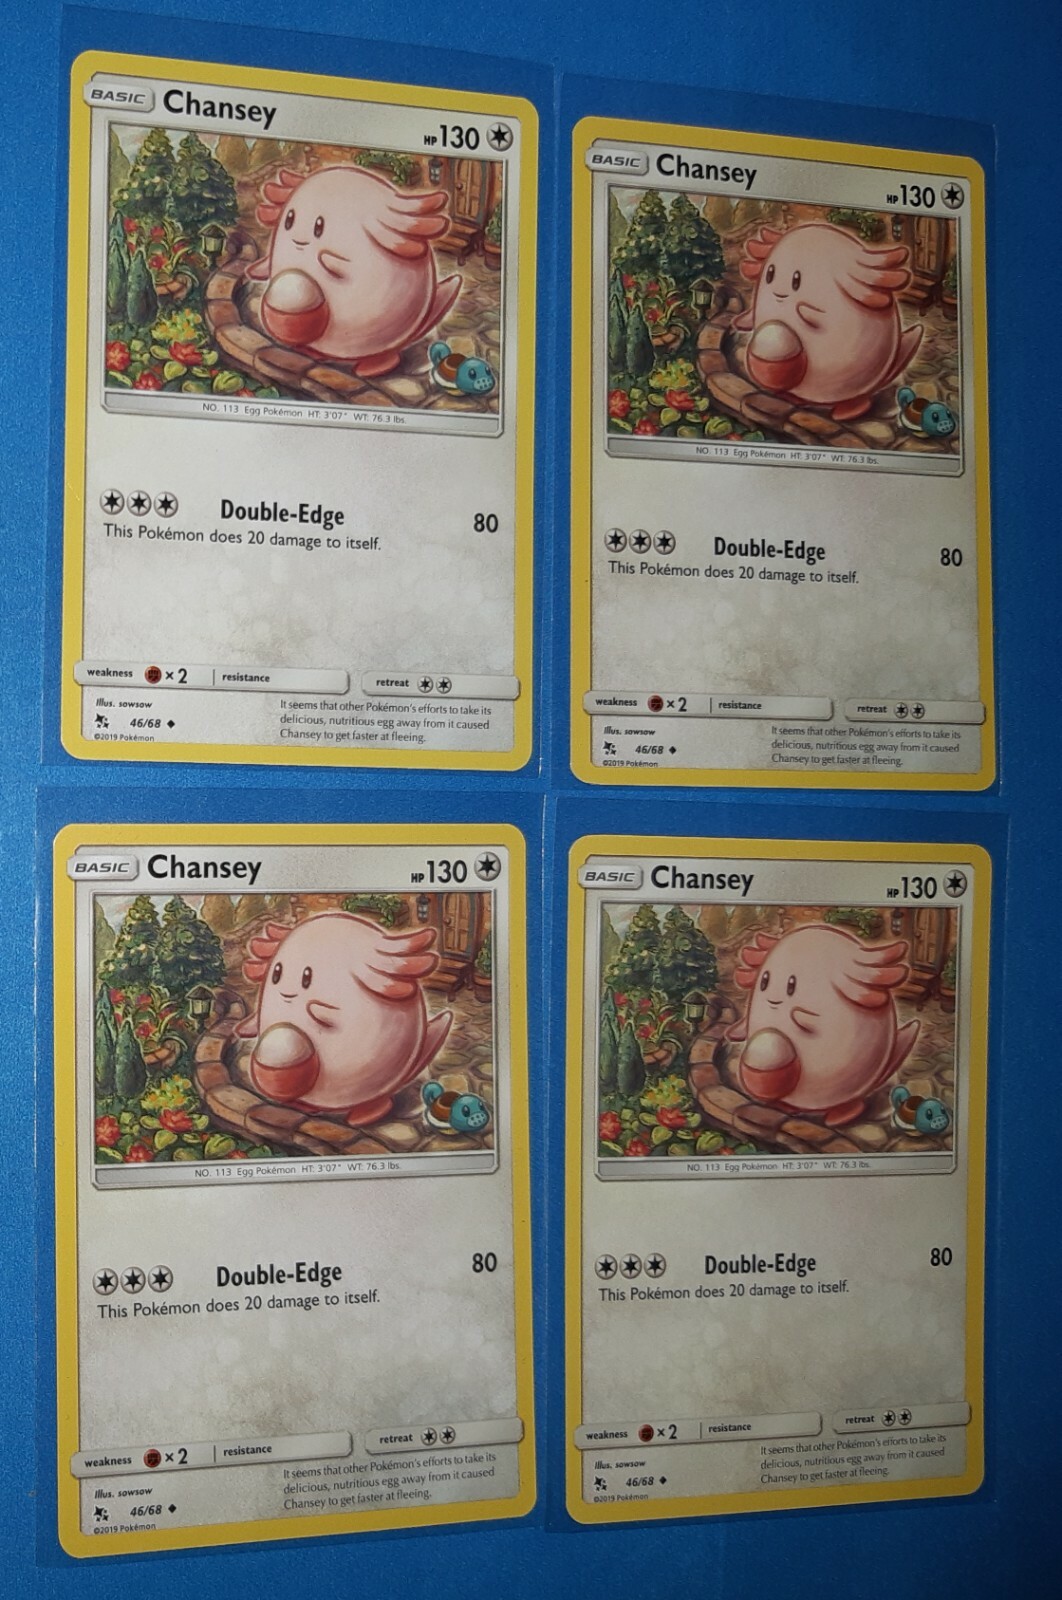 BASIC Chansey HP 130
NO. 113 Egg Pokémon HT: 3'07" WT: 76.3 lbs.
Double-Edge 80
This Pokémon does 20 damage to itself.
weakness × 2 resistance retreat
Illus. sowsow
46/68
©2019 Pokémon
It seems that other Pokémon's efforts to take its
delicious, nutritious egg away from it caused
Chansey to get faster at fleeing.
BASIC Chansey HP 130
NO. 113 Egg Pokémon HT: 3'07" WT: 76.3 lbs.
Double-Edge 80
This Pokémon does 20 damage to itself.
weakness × 2 resistance retreat
Illus. sowsow
46/68
©2019 Pokémon
It seems that other Pokémon's efforts to take its
delicious, nutritious egg away from it caused
Chansey to get faster at fleeing.
BASIC Chansey HP 130
NO. 113 Egg Pokémon HT: 3'07" WT: 76.3 lbs.
Double-Edge 80
This Pokémon does 20 damage to itself.
weakness × 2 resistance retreat
Illus. sowsow
46/68
©2019 Pokémon
It seems that other Pokémon's efforts to take its
delicious, nutritious egg away from it caused
Chansey to get faster at fleeing.
BASIC Chansey HP 130
NO. 113 Egg Pokémon HT: 3'07" WT: 76.3 lbs.
Double-Edge 80
This Pokémon does 20 damage to itself.
weakness × 2 resistance retreat
Illus. sowsow
46/68
©2019 Pokémon
It seems that other Pokémon's efforts to take its
delicious, nutritious egg away from it caused
Chansey to get faster at fleeing.